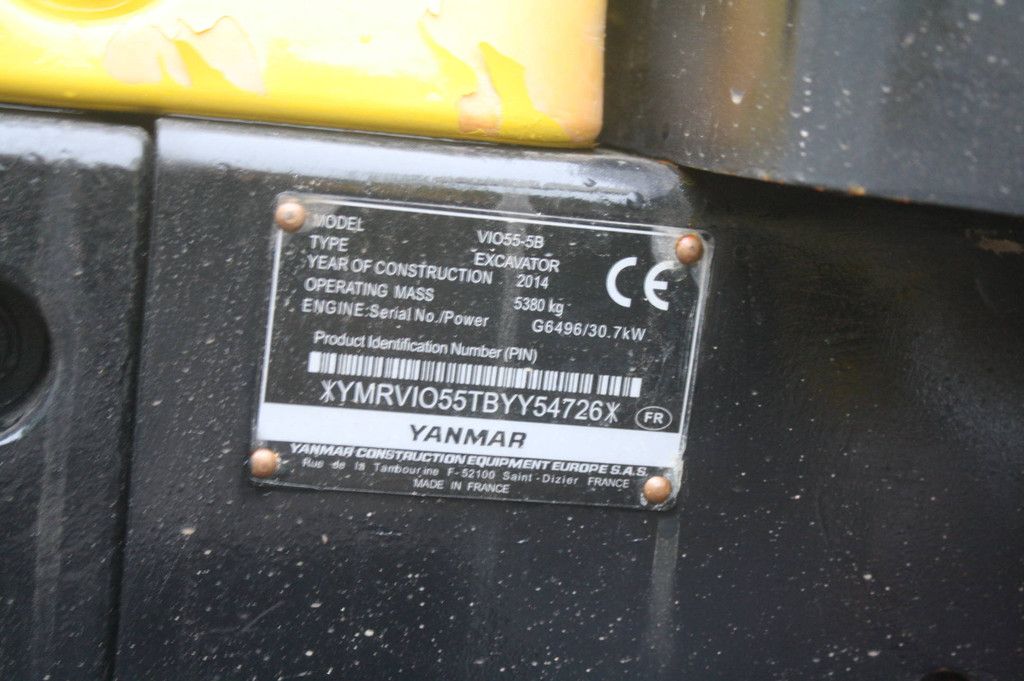 MODEL VIO55-5B
TYPE EXCAVATOR
YEAR OF CONSTRUCTION 2014
OPERATING MASS 5380 kg
ENGINE:Serial No./Power G6496/30.7kW
CE
Product Identification Number (PIN)
*YMRVIO55TBYY54726*
FR
YANMAR
YANMAR CONSTRUCTION EQUIPMENT EUROPE S.A.S.
Rue de la Tambourine F-52100 Saint-Dizier FRANCE
MADE IN FRANCE